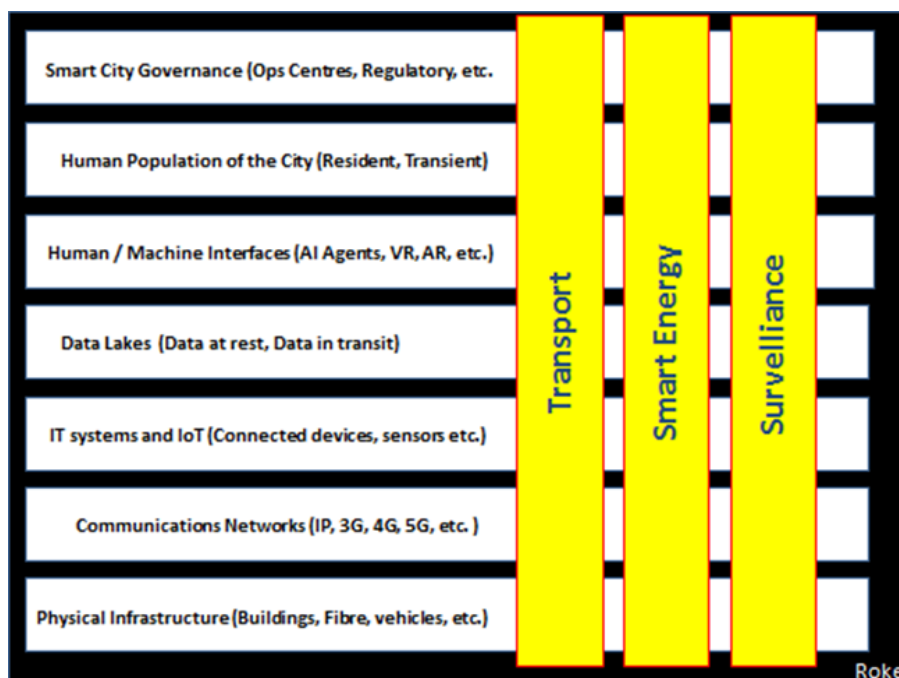 Smart City Governance (Ops Centres, Regulatory, etc.
Human Population of the City (Resident, Transient)
Human / Machine Interfaces (AI Agents, VR, AR, etc.)
Data Lakes (Data at rest, Data in transit)
IT systems and IoT (Connected devices, sensors etc.)
Communications Networks (IP, 3G, 4G, 5G, etc. )
Physical Infrastructure (Buildings, Fibre, vehicles, etc.)
Transport
Smart Energy
Survelliance
Roke